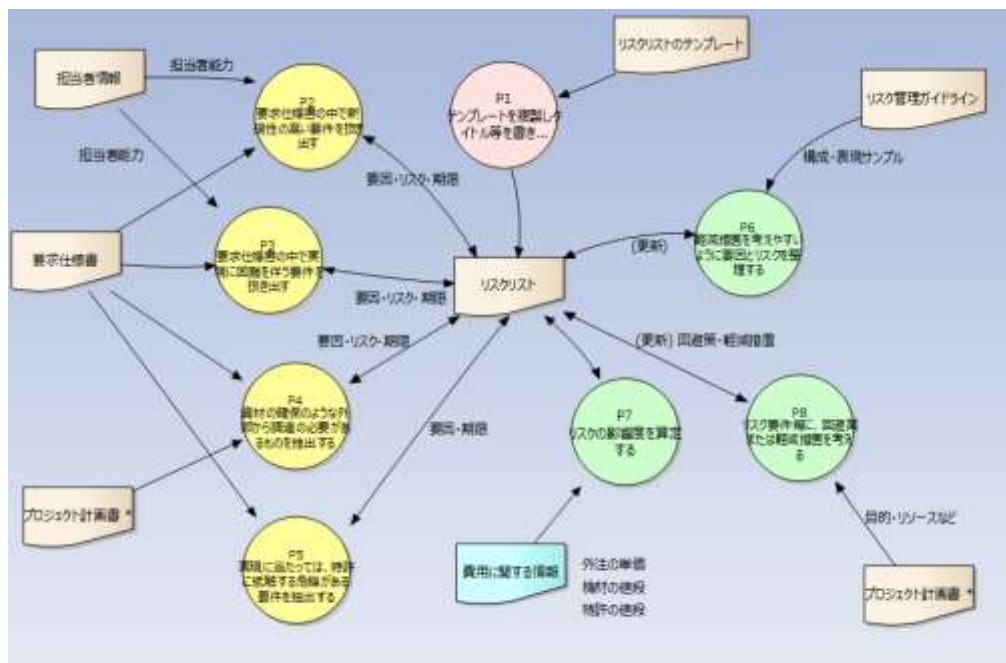 リスクリストのテンプレート
担当者情報
担当者能力
P2
要求仕様書の中で新
規性の高い要件を抜き
出す
P1
テンプレートを複製しタ
イトル等を書き...
リスク管理ガイドライン
構成・表現サンプル
担当者能力
要因・リスク・期限
P6
軽減措置を考えやすい
ように要因とリスクを整
理する
(更新)
要求仕様書
P3
要求仕様書の中で実
現に困難を伴う要件を
抜き出す
要因・リスク・期限
リスクリスト
要因・リスク・期限
(更新) 回避策・軽減措置
P4
資材の確保のような外
部から調達の必要があ
るものを抽出する
要因・期限
P7
リスクの影響度を算定
する
P8
リスク要件毎に、回避策
または軽減措置を考え
る
プロジェクト計画書 *
目的・リソースなど
P5
実現に当たっては、特許
に抵触する危険がある
要件を抽出する
費用に関する情報
外注の単価
機材の値段
特許の値段
プロジェクト計画書 *